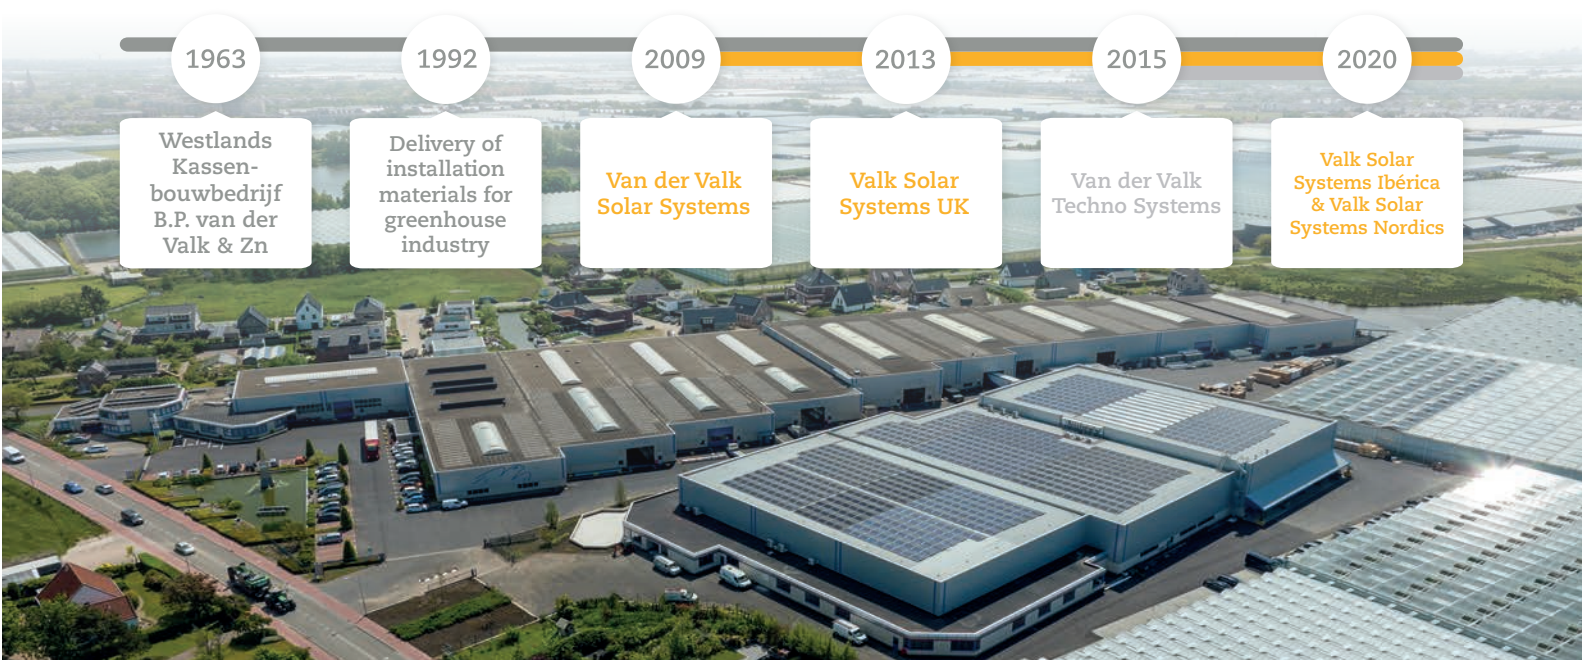 1963
Westlands
Kassen-
bouwbedrijf
B.P. van der
Valk & Zn
1992
Delivery of
installation
materials for
greenhouse
industry
2009
Van der Valk
Solar Systems
2013
Valk Solar
Systems UK
2015
Van der Valk
Techno Systems
2020
Valk Solar
Systems Ibérica
& Valk Solar
Systems Nordics